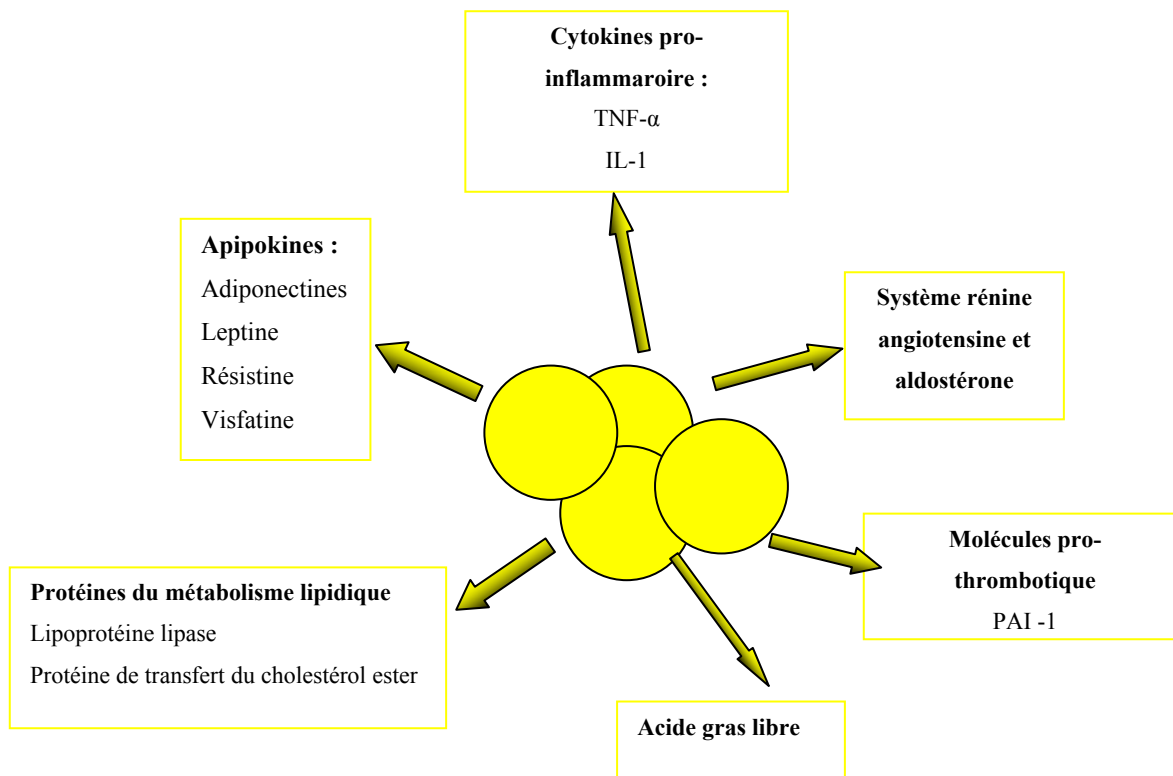 Cytokines pro-
inflammaroire :
TNF-α
IL-1
Apipokines :
Adiponectines
Leptine
Résistine
Visfatine
Système rénine
angiotensine et
aldostérone
Molécules pro-
thrombotique
PAI -1
Protéines du métabolisme lipidique
Lipoprotéine lipase
Protéine de transfert du cholestérol ester
Acide gras libre